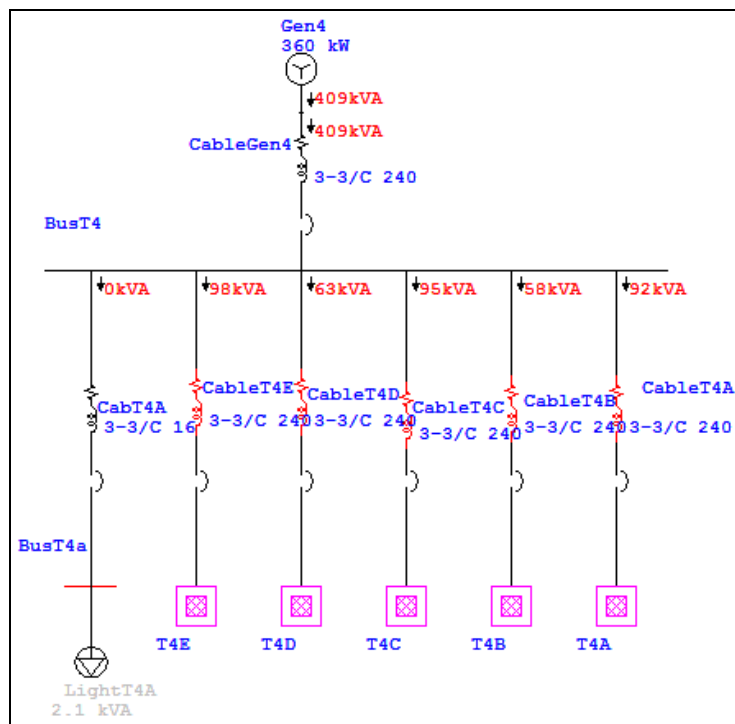 Gen4
360 kW
409kVA
409kVA
CableGen4
3-3/C 240
BusT4
0kVA 98kVA 63kVA 95kVA 58kVA 92kVA
CabT4A CableT4E CableT4D CableT4C CableT4B CableT4A
3-3/C 16 3-3/C 240 3-3/C 240 3-3/C 240 3-3/C 240 3-3/C 240
BusT4a
T4E T4D T4C T4B T4A
LightT4A
2.1 kVA